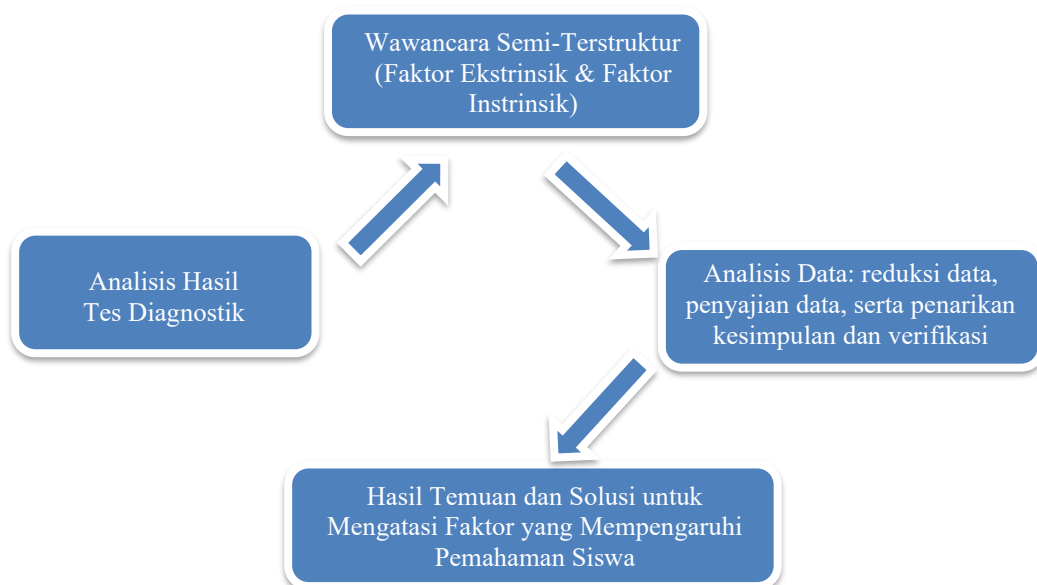 Wawancara Semi-Terstruktur
(Faktor Ekstrinsik & Faktor
Instrinsik)
Analisis Hasil
Tes Diagnostik
Analisis Data: reduksi data,
penyajian data, serta penarikan
kesimpulan dan verifikasi
Hasil Temuan dan Solusi untuk
Mengatasi Faktor yang Mempengaruhi
Pemahaman Siswa